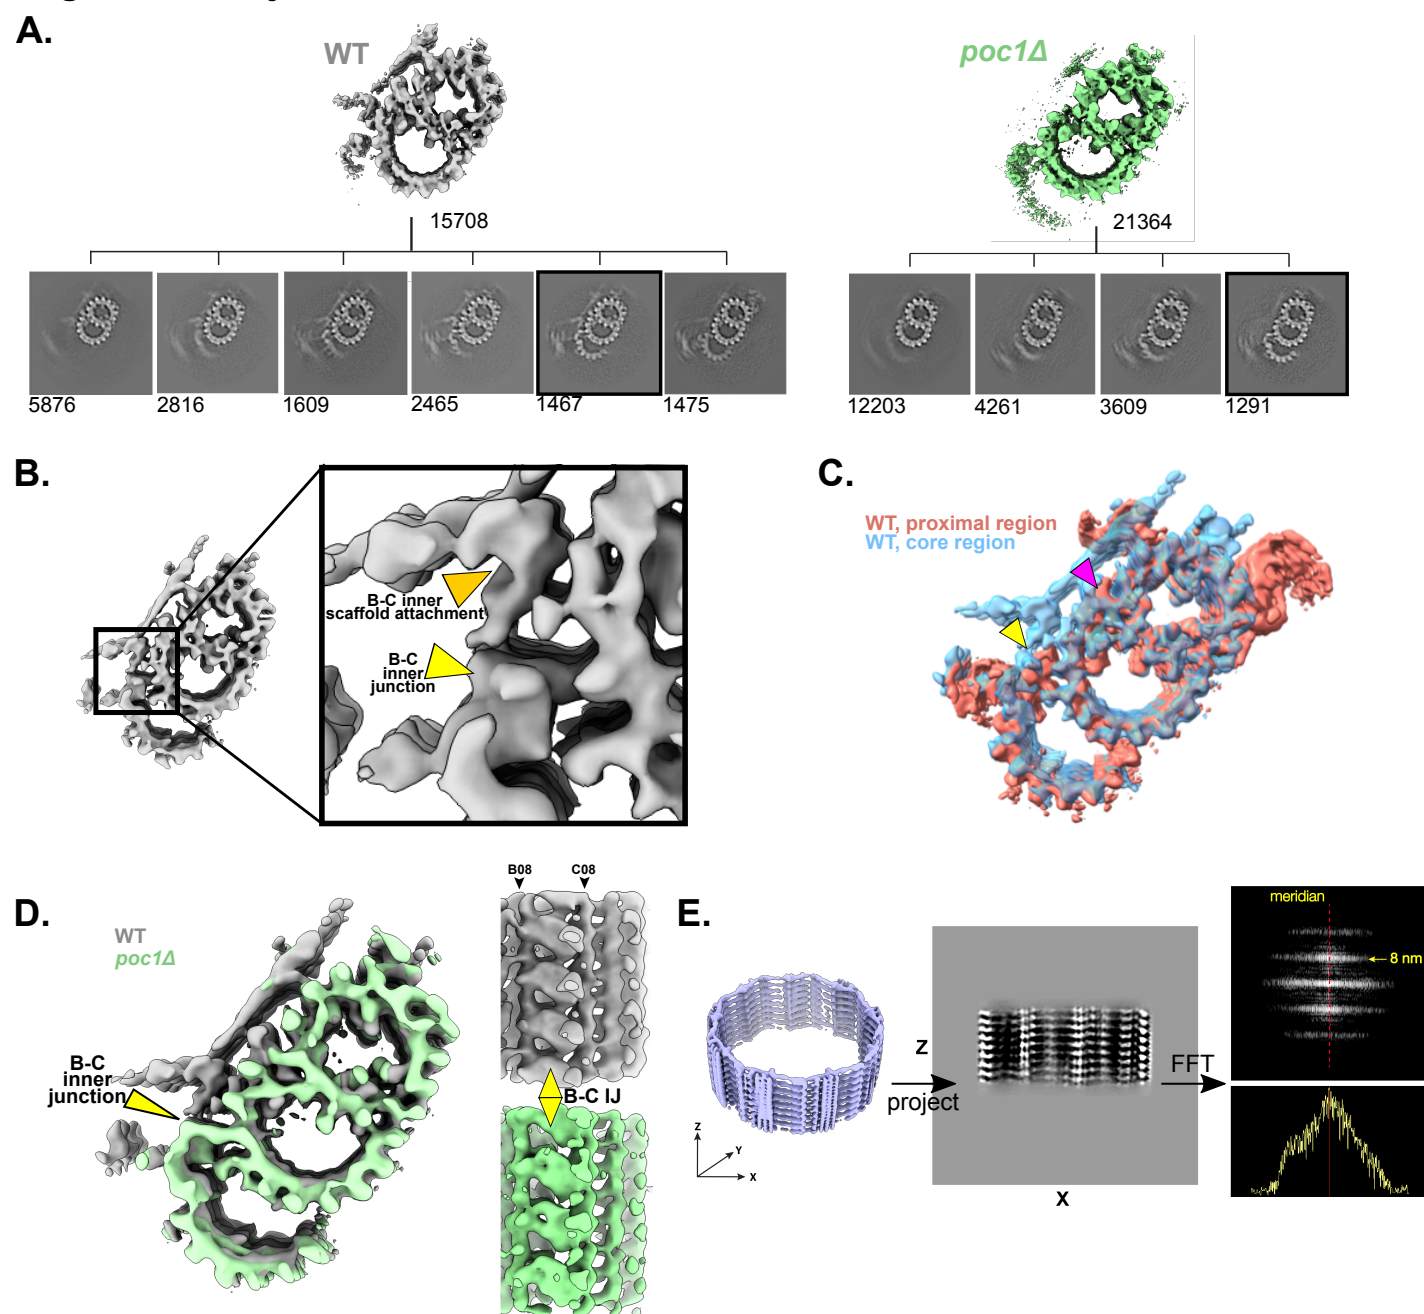 A.
WT
poc1Δ
15708
21364
5876
2816
1609
2465
1467
1475
12203
4261
3609
1291
B.
B-C inner
scaffold attachment
B-C
inner
junction
C.
WT, proximal region
WT, core region
D.
WT
poc1Δ
B-C
inner
junction
B08
C08
B-C IJ
E.
Z
Y
X
Z
project
X
FFT
meridian
8 nm